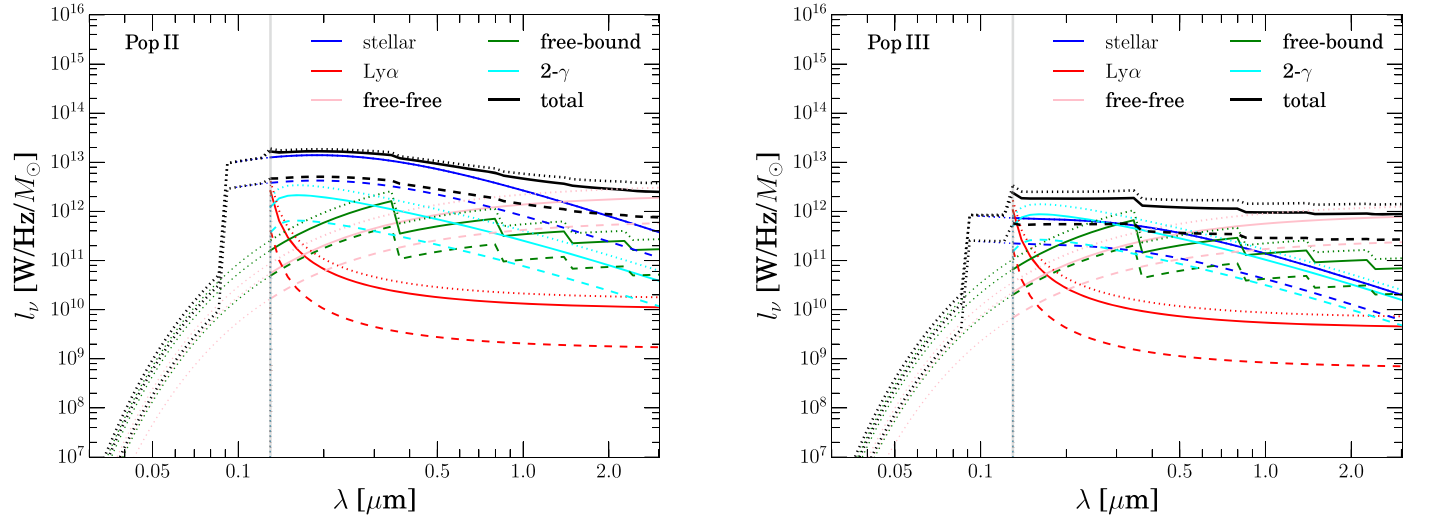 Pop II
stellar
Lyα
free-free
free-bound
2-γ
total
10^16
10^15
10^14
10^13
10^12
10^11
10^10
10^9
10^8
10^7
l_ν [W/Hz/M_⊙]
0.05 0.1 0.5 1.0 2.0
λ [μm]
Pop III
stellar
Lyα
free-free
free-bound
2-γ
total
10^16
10^15
10^14
10^13
10^12
10^11
10^10
10^9
10^8
10^7
l_ν [W/Hz/M_⊙]
0.05 0.1 0.5 1.0 2.0
λ [μm]